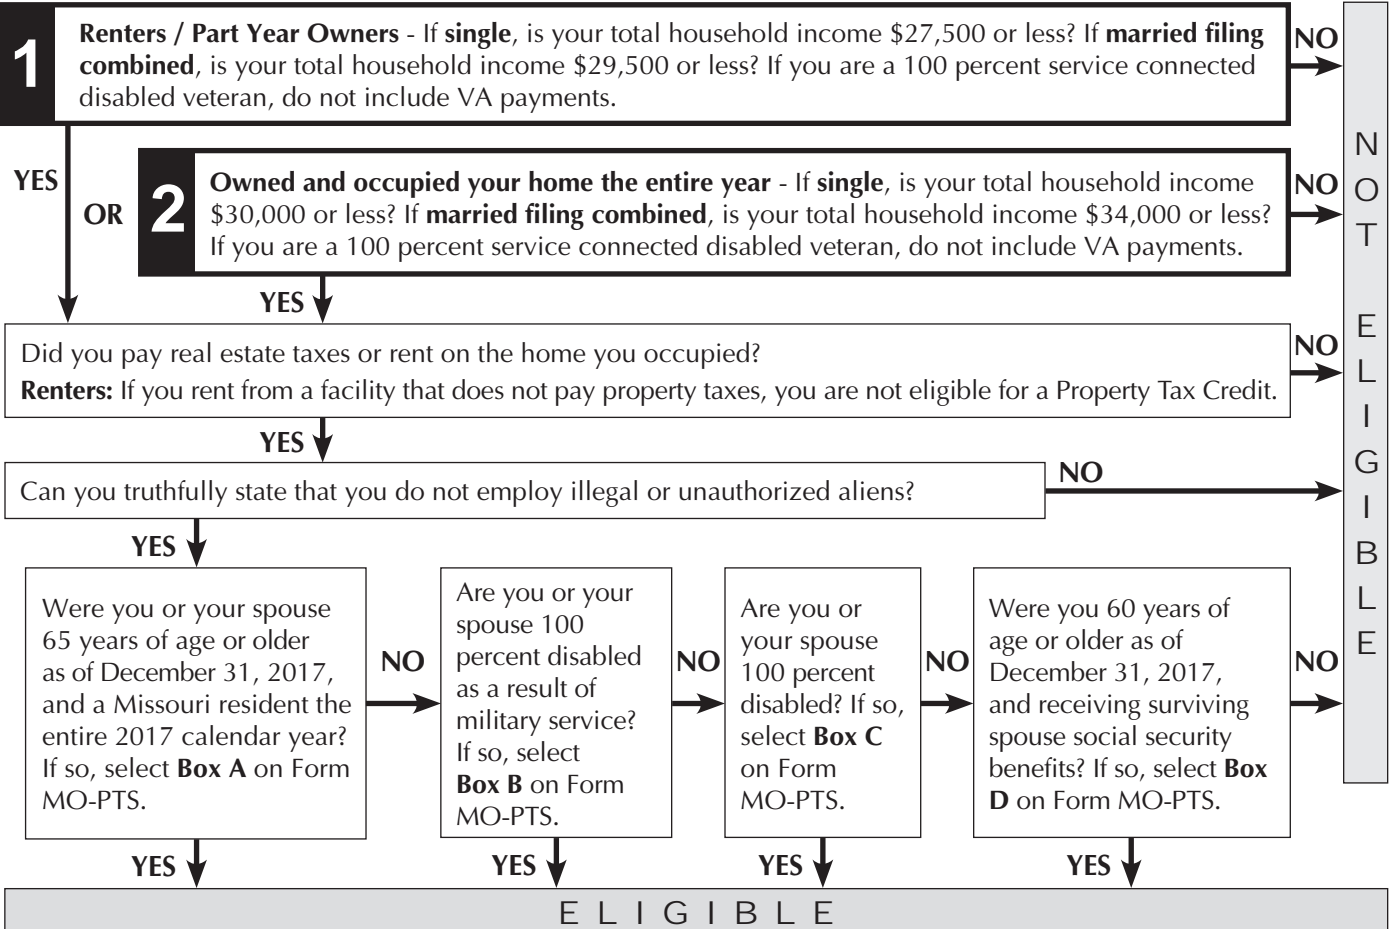 1
Renters / Part Year Owners - If single, is your total household income $27,500 or less? If married filing
combined, is your total household income $29,500 or less? If you are a 100 percent service connected
disabled veteran, do not include VA payments.
NO
YES
OR
2
Owned and occupied your home the entire year - If single, is your total household income
$30,000 or less? If married filing combined, is your total household income $34,000 or less?
If you are a 100 percent service connected disabled veteran, do not include VA payments.
NO
YES
Did you pay real estate taxes or rent on the home you occupied?
Renters: If you rent from a facility that does not pay property taxes, you are not eligible for a Property Tax Credit.
NO
YES
Can you truthfully state that you do not employ illegal or unauthorized aliens?
NO
YES
Were you or your spouse
65 years of age or older
as of December 31, 2017,
and a Missouri resident the
entire 2017 calendar year?
If so, select Box A on Form
MO-PTS.
NO
Are you or your
spouse 100
percent disabled
as a result of
military service?
If so, select
Box B on Form
MO-PTS.
NO
Are you or
your spouse
100 percent
disabled? If so,
select Box C
on Form
MO-PTS.
NO
Were you 60 years of
age or older as of
December 31, 2017,
and receiving surviving
spouse social security
benefits? If so, select Box
D on Form MO-PTS.
NO
YES
YES
YES
YES
NOT ELIGIBLE
ELIGIBLE